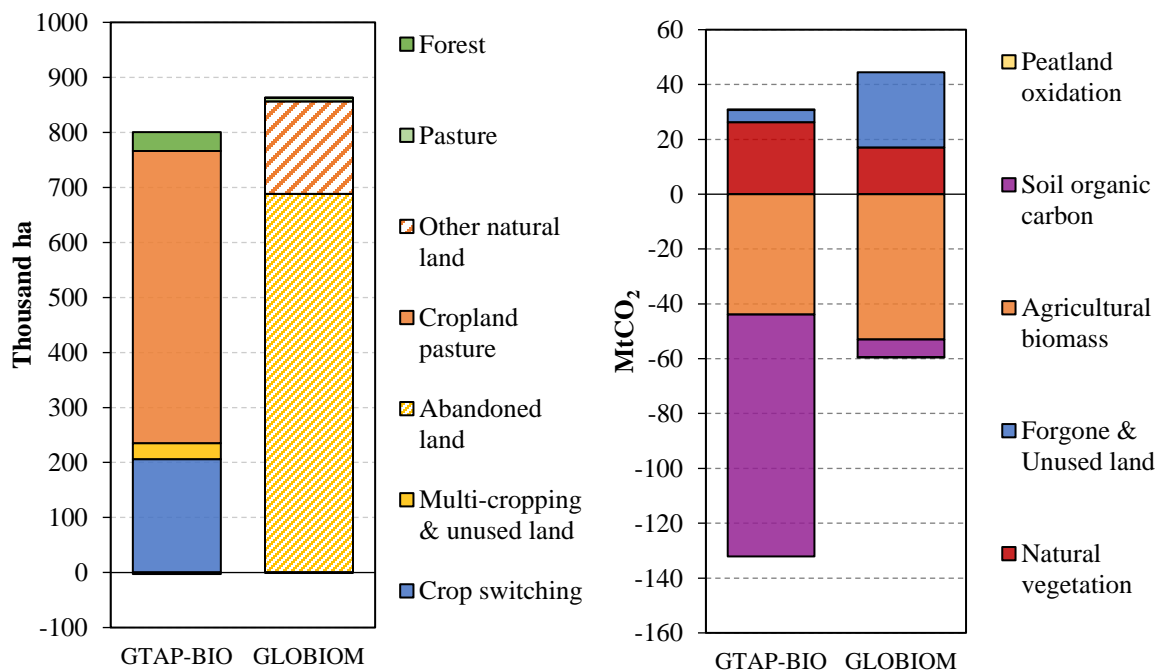 1000
900
800
700
600
500
400
300
200
100
0
-100
Thousand ha
GTAP-BIO
GLOBIOM
Forest
Pasture
Other natural
land
Cropland
pasture
Abandoned
land
Multi-cropping
& unused land
Crop switching
60
40
20
0
-20
-40
-60
-80
-100
-120
-140
-160
MtCO₂
GTAP-BIO
GLOBIOM
Peatland
oxidation
Soil organic
carbon
Agricultural
biomass
Forgone &
Unused land
Natural
vegetation